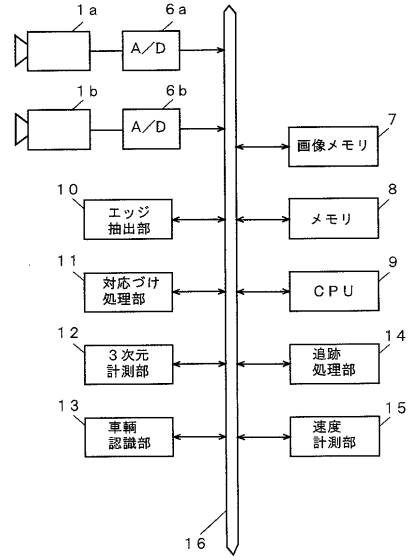 1a
6a
A/D
1b
6b
A/D
7
画像メモリ
10
エッジ
抽出部
8
メモリ
11
対応づけ
処理部
9
CPU
12
3次元
計測部
14
追跡
処理部
13
車輌
認識部
15
速度
計測部
16